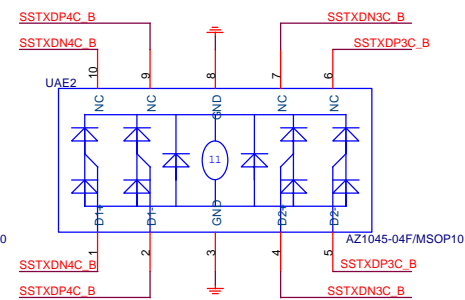 SSTXDP4C_B
SSTXDN3C_B
SSTXDN4C_B
SSTXDP3C_B
10
9
8
7
6
UAE2
NC
NC
GND
NC
NC
11
D1+
D1-
GND
D2+
D2-
0
AZ1045-04F/MSOP10
1
2
3
4
5
SSTXDN4C_B
SSTXDP3C_B
SSTXDP4C_B
SSTXDN3C_B